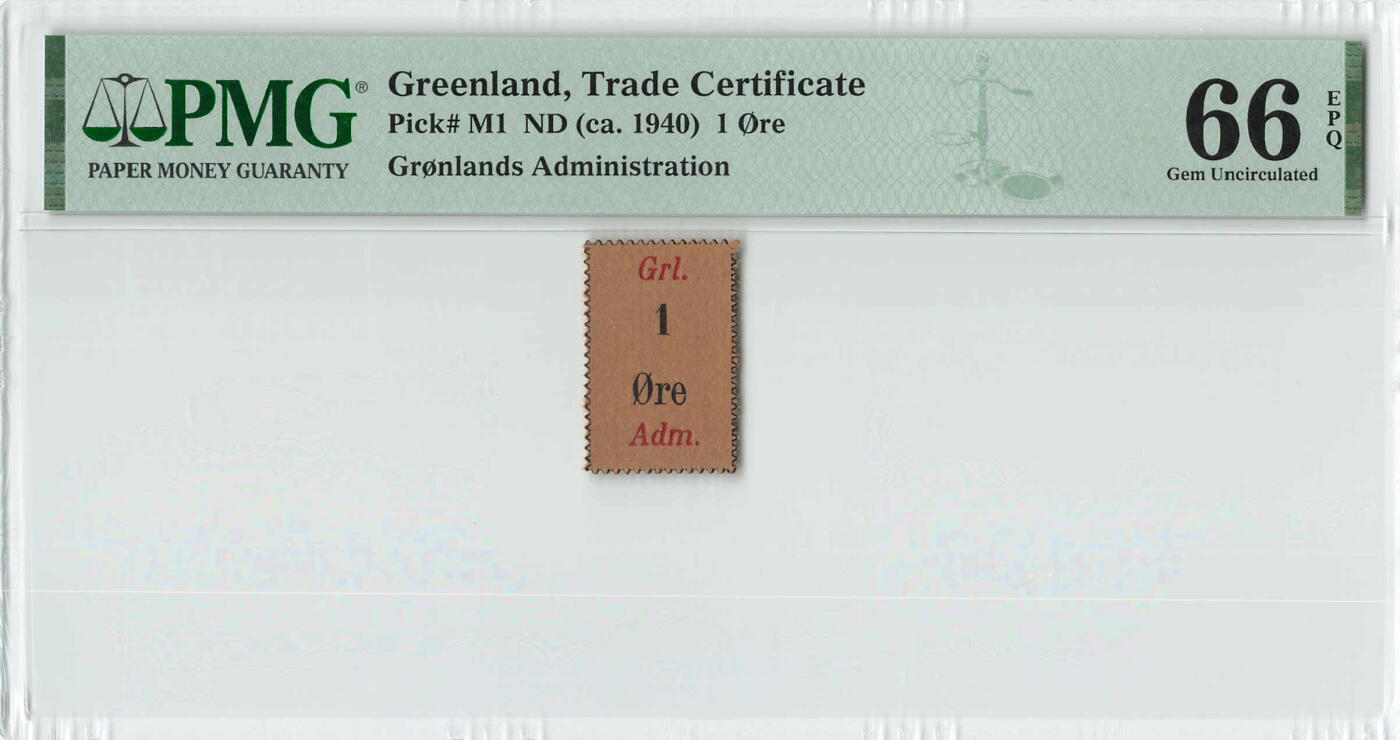 PMG®
PAPER MONEY GUARANTY
Greenland, Trade Certificate
Pick# M1 ND (ca. 1940) 1 Øre
Grønlands Administration
66
EPQ
Gem Uncirculated
Grl.
1
Øre
Adm.